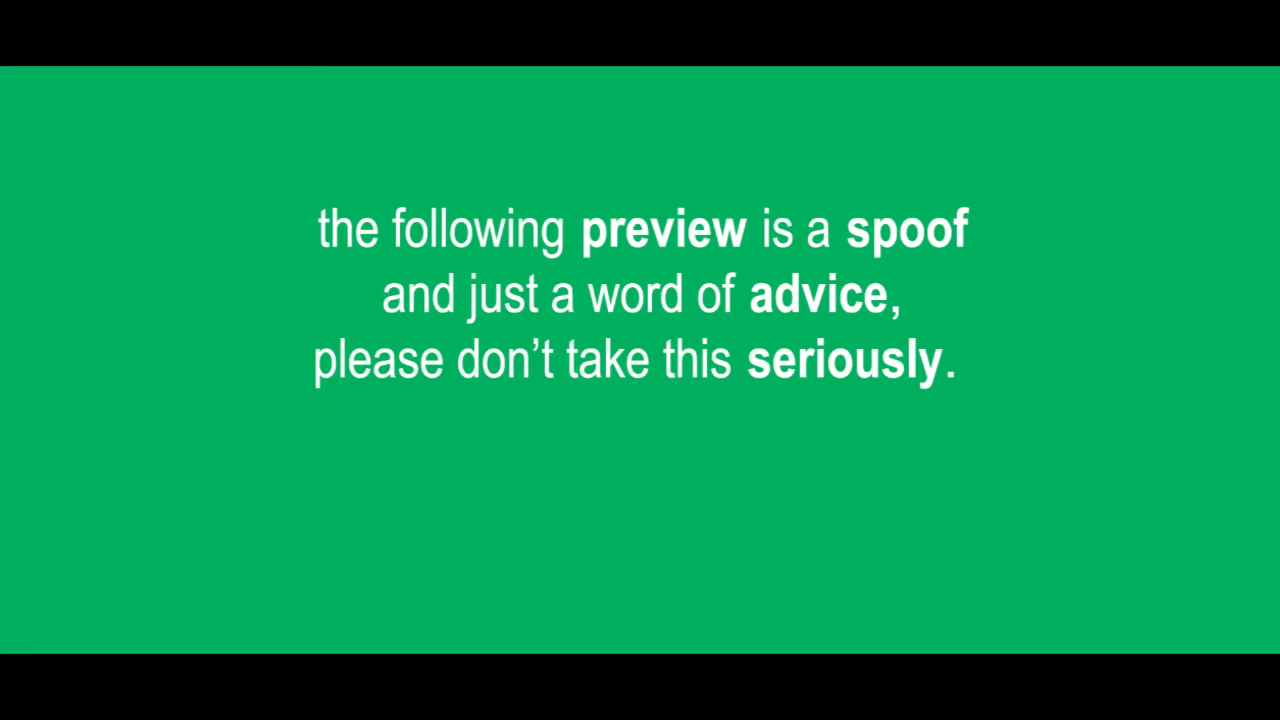 the following preview is a spoof
and just a word of advice,
please don’t take this seriously.